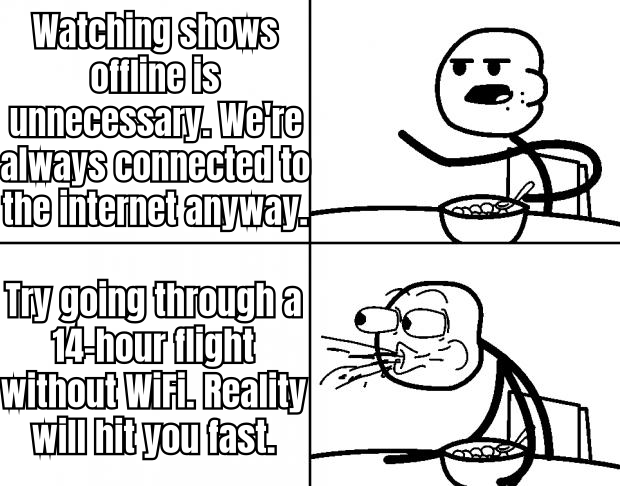 Watching shows
offline is
unnecessary. We're
always connected to
the internet anyway.
Try going through a
14-hour flight
without WiFi. Reality
will hit you fast.